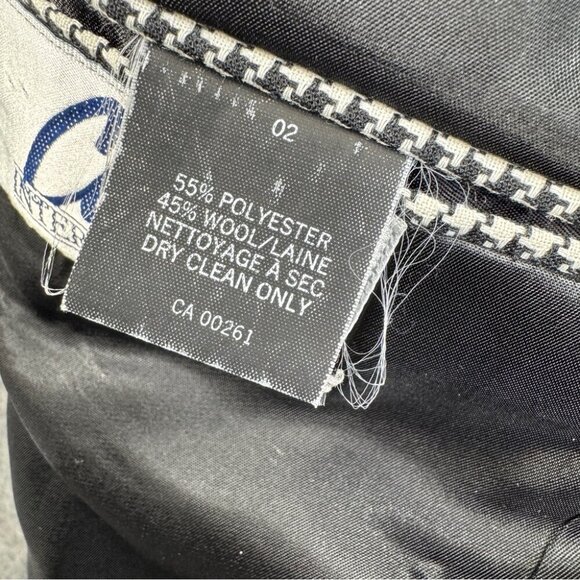 02
55% POLYESTER
45% WOOL/LAINE
NETTOYAGE À SEC
DRY CLEAN ONLY
CA 00261